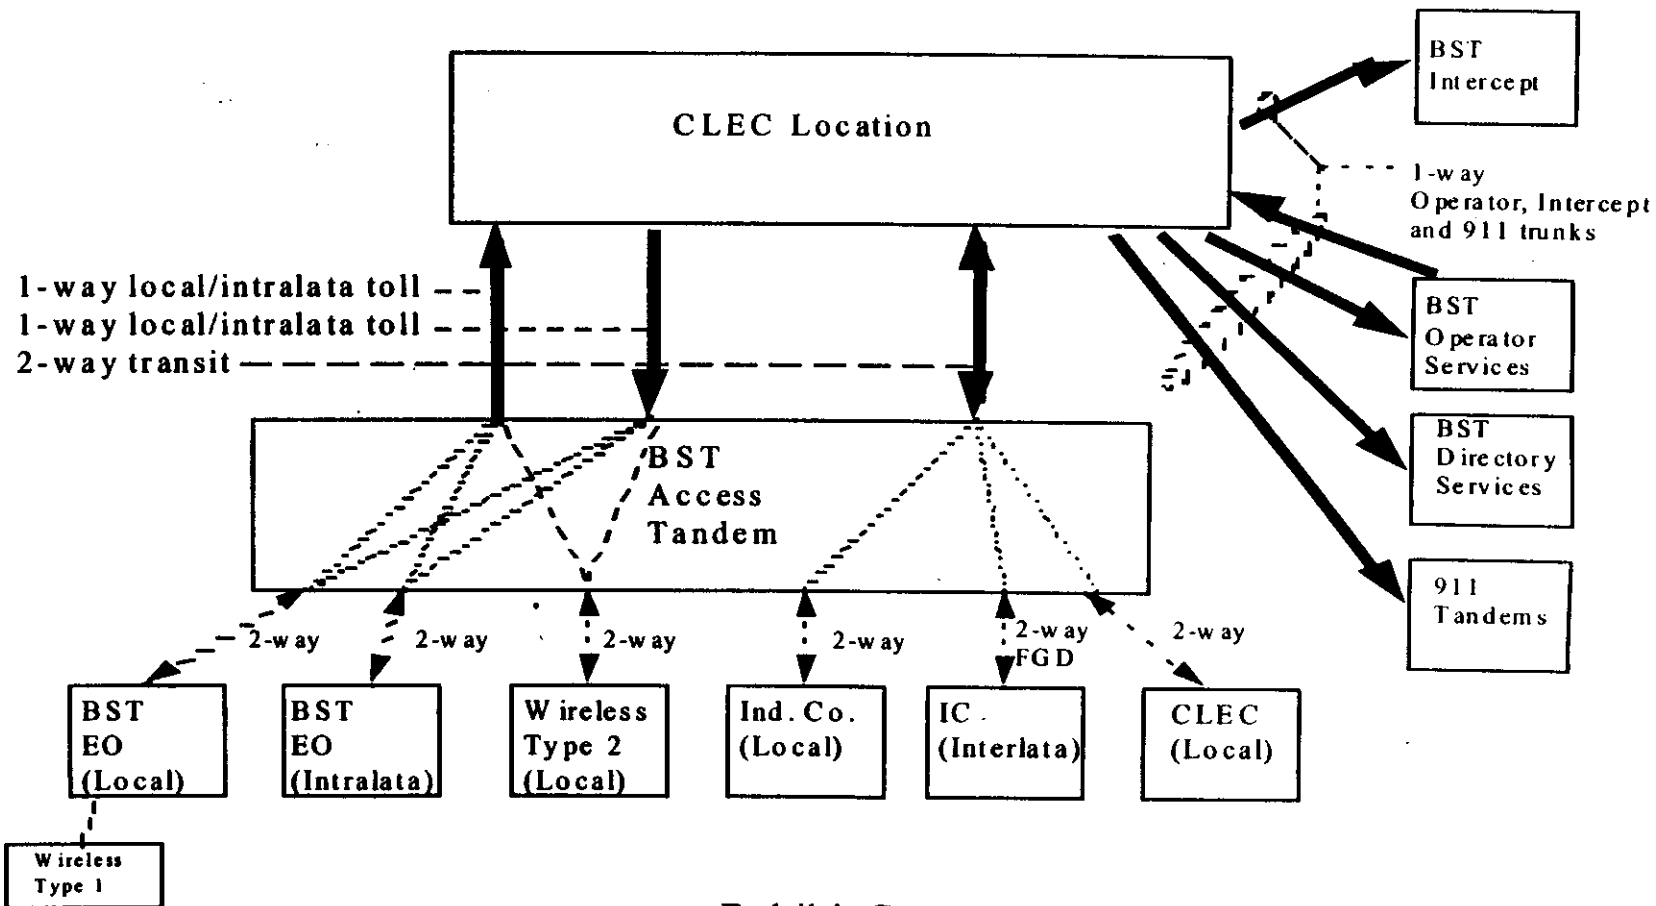 BST
Intercept
CLEC Location
1-way
Operator, Intercept
and 911 trunks
1-way local/intralata toll
1-way local/intralata toll
2-way transit
BST
Operator
Services
BST
Directory
Services
BST
Access
Tandem
911
Tandems
2-way
2-way
2-way
2-way
2-way
FGD
2-way
BST
EO
(Local)
BST
EO
(Intralata)
Wireless
Type 2
(Local)
Ind. Co.
(Local)
IC
(Interlata)
CLEC
(Local)
Wireless
Type 1